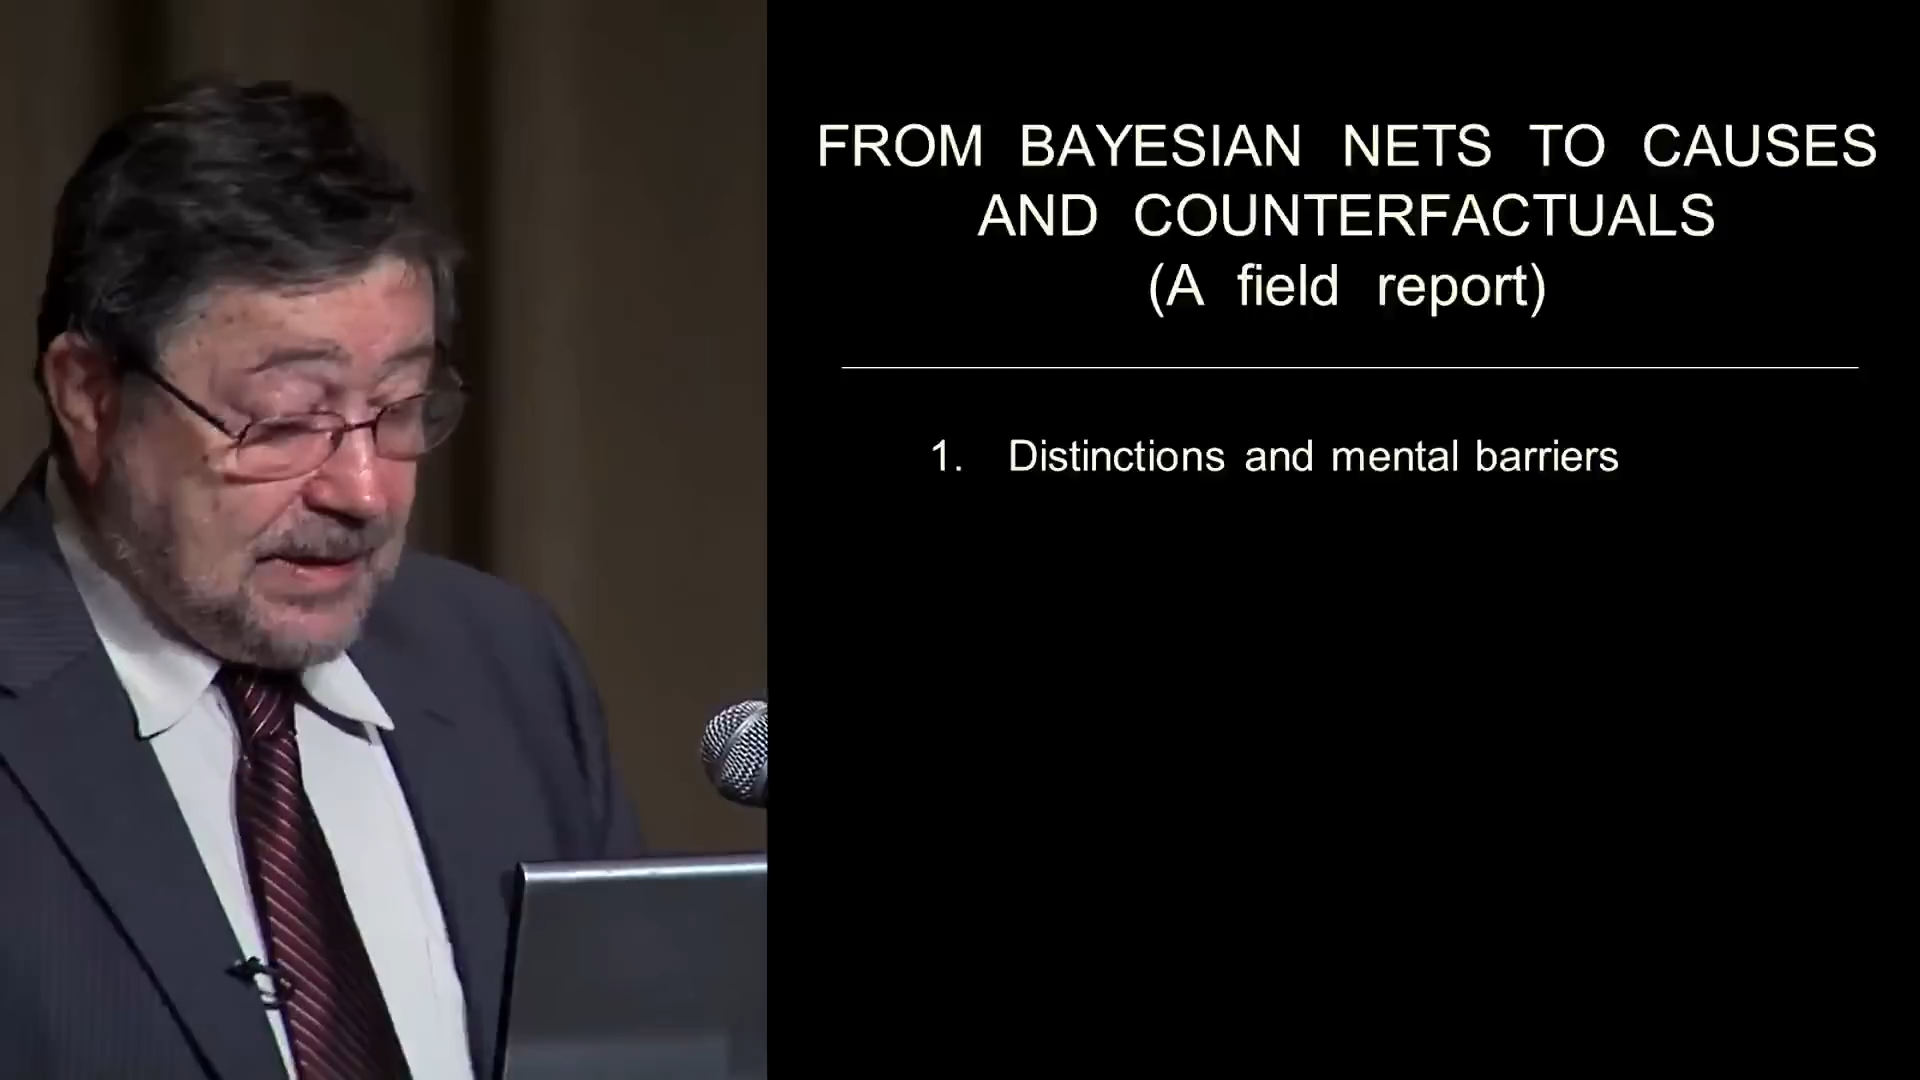 FROM BAYESIAN NETS TO CAUSES
AND COUNTERFACTUALS
(A field report)
1. Distinctions and mental barriers